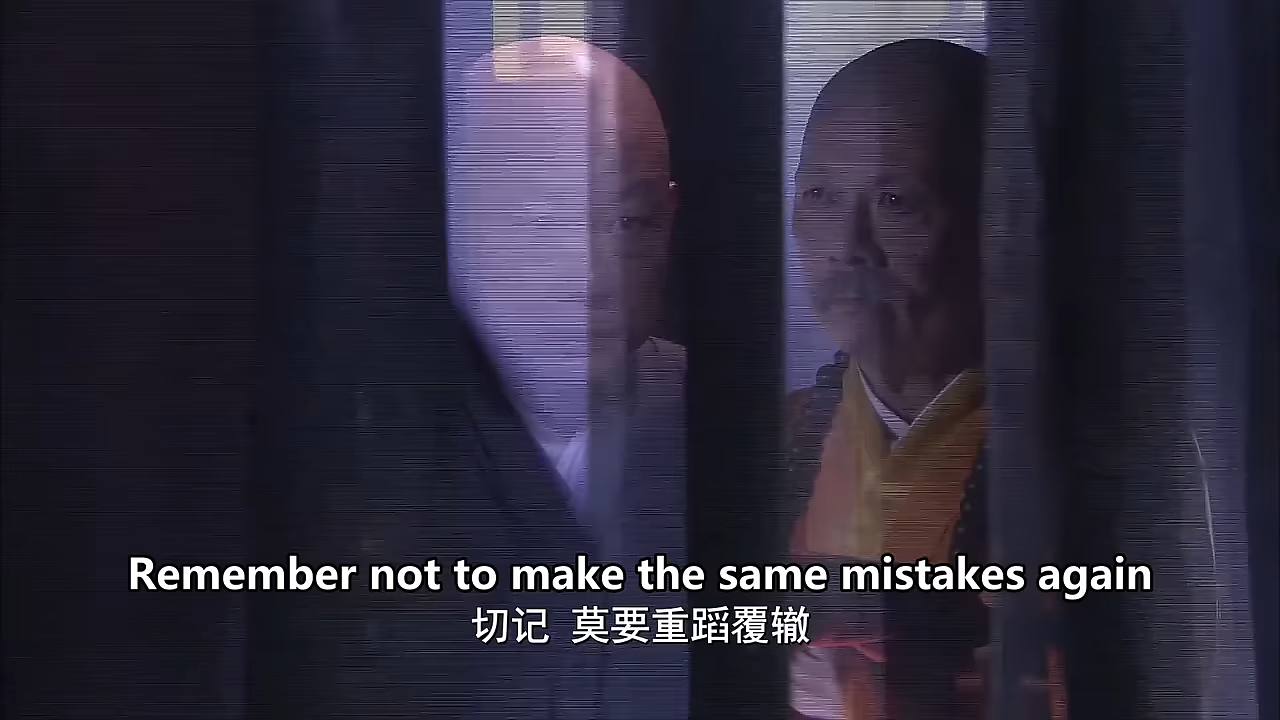 Remember not to make the same mistakes again
切记 莫要重蹈覆辙